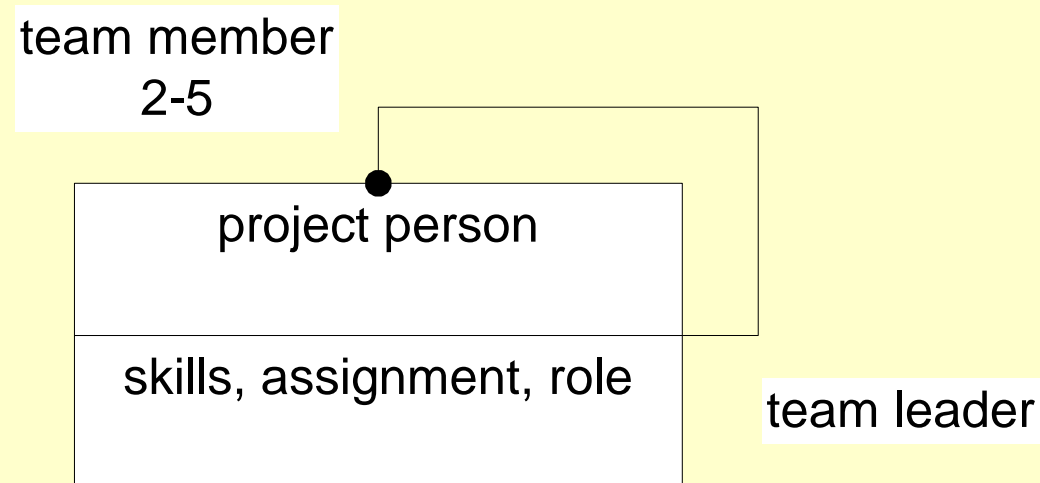 team member
2-5
project person
skills, assignment, role
team leader